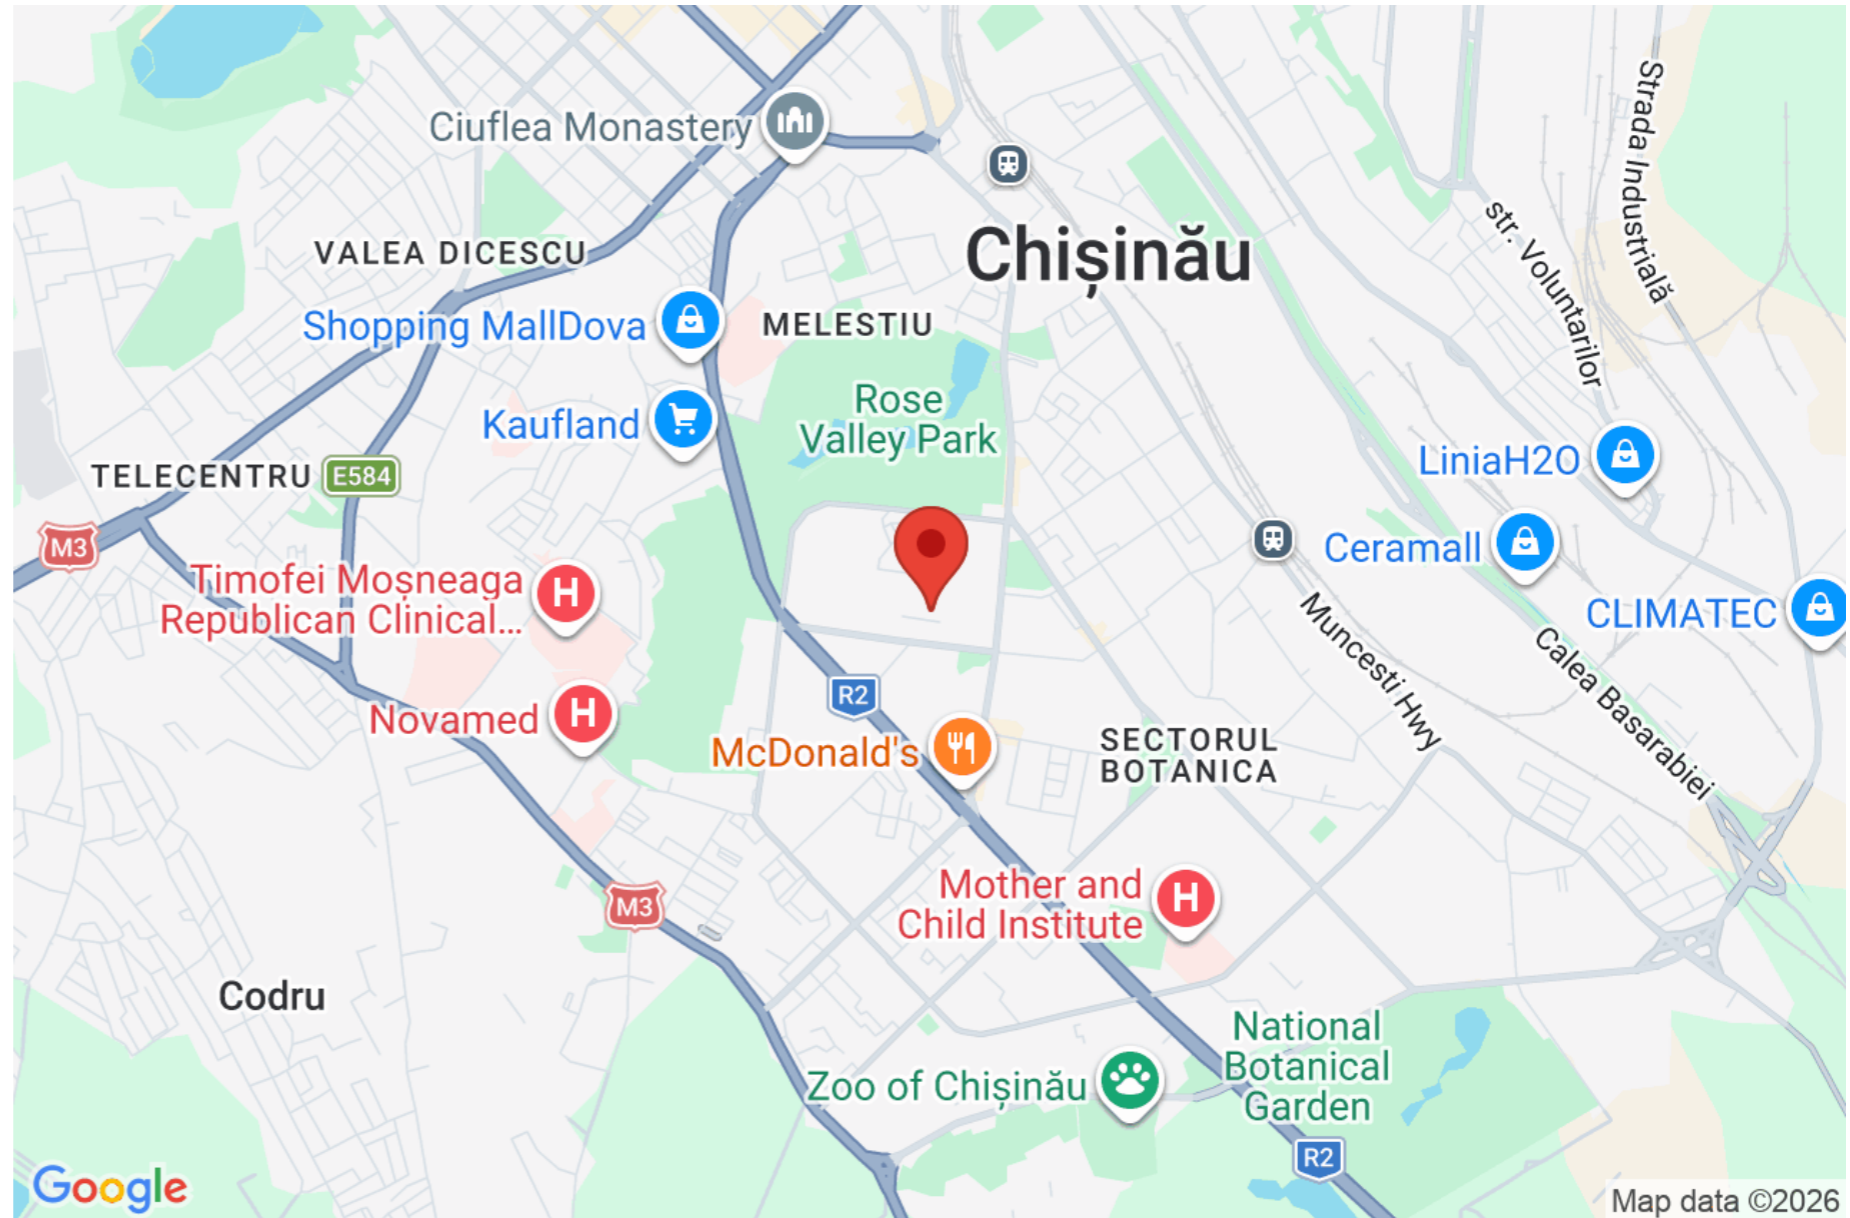 Ciuflea Monastery
Strada Industrială
str. Voluntarilor
Chișinău
VALEA DICESCU
Shopping MallDova
MELESTIU
Rose
Valley Park
Kaufland
LiniaH2O
TELECENTRU
E584
M3
Ceramall
Timofei Moșneaga
Republican Clinical...
H
CLIMATEC
Muncesti Hwy
Calea Basarabiei
R2
Novamed
H
McDonald's
SECTORUL
BOTANICA
Mother and
Child Institute
H
M3
Codru
National
Botanical
Garden
Zoo of Chișinău
R2
Google
Map data ©2026